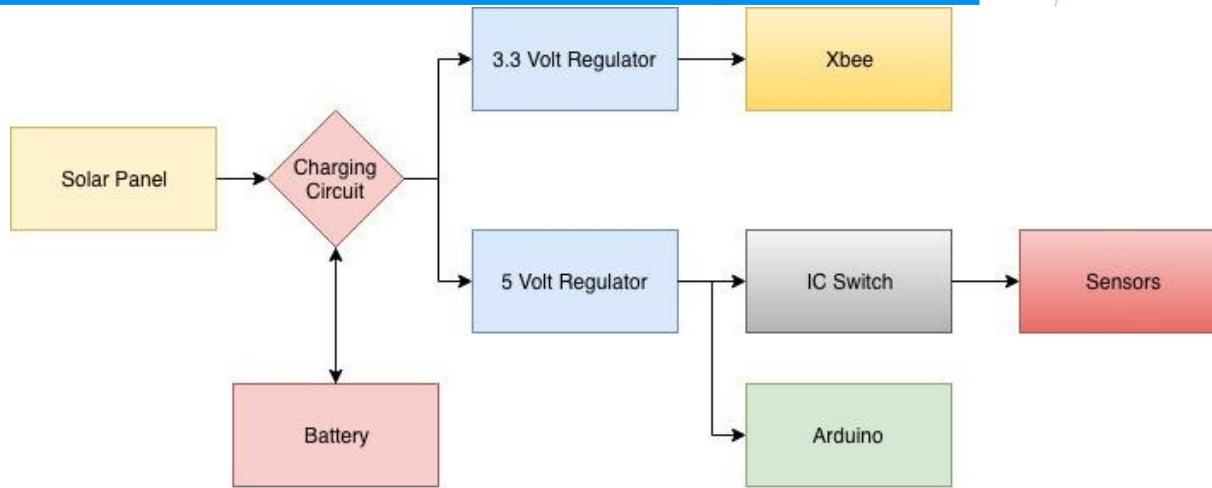 3.3 Volt Regulator
Xbee
Solar Panel
Charging
Circuit
5 Volt Regulator
IC Switch
Sensors
Battery
Arduino